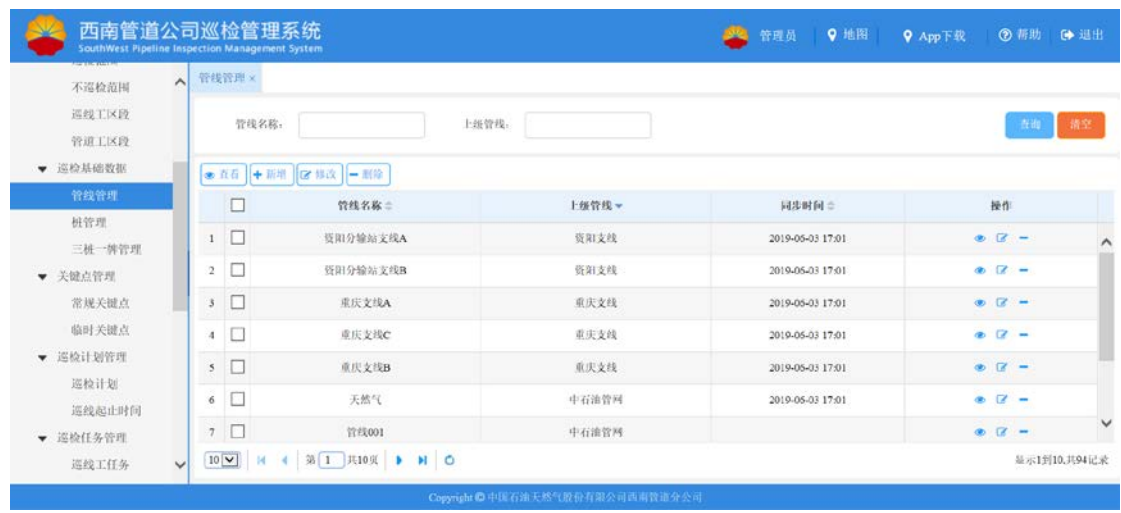 西南管道公司巡检管理系统
SouthWest Pipeline Inspection Management System
管理员 地图 App下载 帮助 退出
不巡检范围
巡线工区段
管道工区段
巡检基础数据
管线管理
桩管理
三桩一牌管理
关键点管理
常规关键点
临时关键点
巡检计划管理
巡检计划
巡线起止时间
巡检任务管理
巡线工任务
管线管理 ×
管线名称: 上级管线:
查询 清空
查看 新增 修改 删除
管线名称 上级管线 同步时间 操作
1 资阳分输站支线A 资阳支线 2019-06-03 17:01
2 资阳分输站支线B 资阳支线 2019-06-03 17:01
3 重庆支线A 重庆支线 2019-06-03 17:01
4 重庆支线C 重庆支线 2019-06-03 17:01
5 重庆支线B 重庆支线 2019-06-03 17:01
6 天然气 中石油管网 2019-06-03 17:01
7 管线001 中石油管网
10 第 1 共10页 显示1到10,共94记录
Copyright © 中国石油天然气股份有限公司西南管道分公司